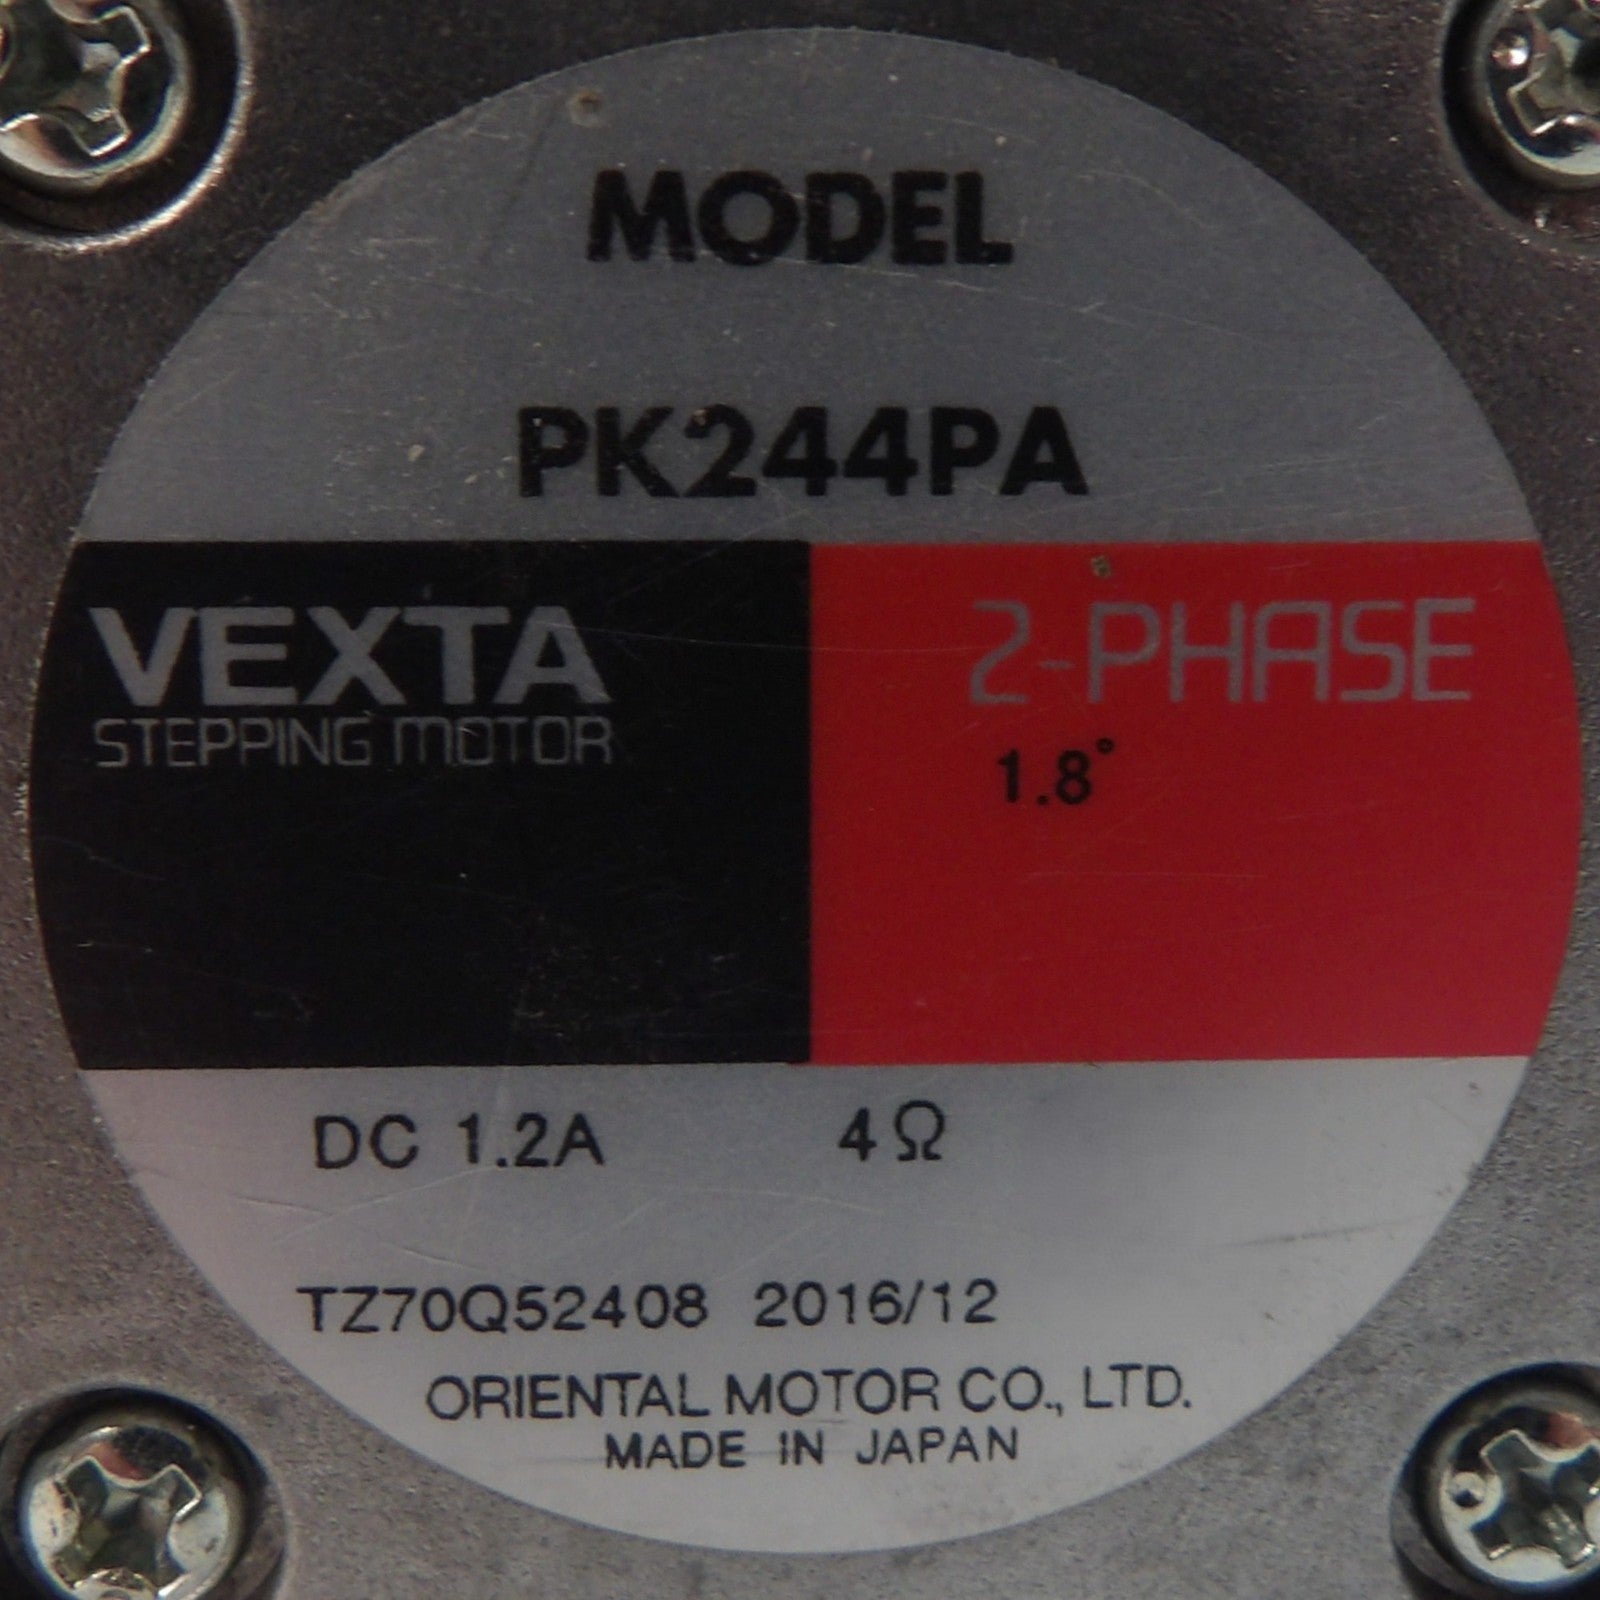 MODEL
PK244PA
VEXTA
STEPPING MOTOR
2-PHASE
1.8°
DC 1.2A 4Ω
TZ70Q52408 2016/12
ORIENTAL MOTOR CO., LTD.
MADE IN JAPAN